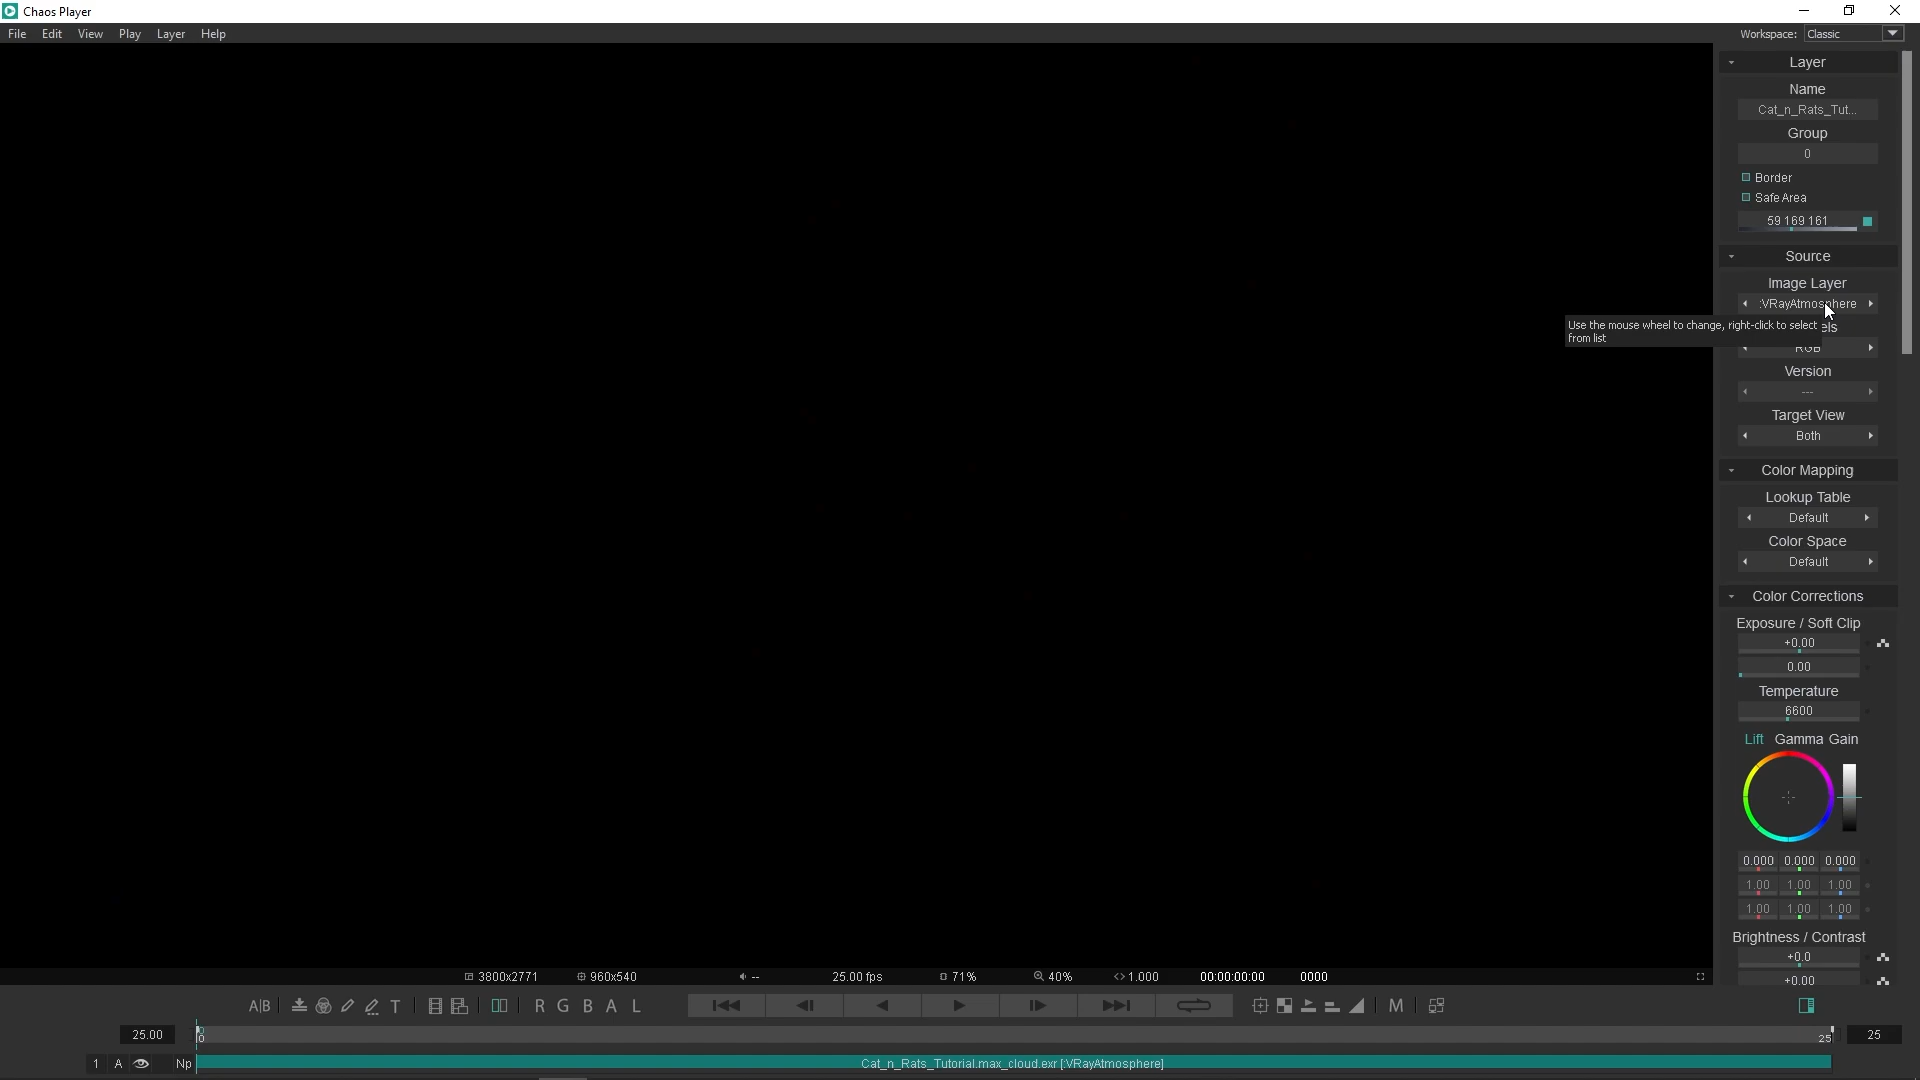 Chaos Player
File Edit View Play Layer Help
Workspace: Classic
Layer
Name
Cat_n_Rats_Tut...
Group
0
Border
Safe Area
59 169 161
Source
Image Layer
:VRayAtmosphere
Use the mouse wheel to change, right-click to select
from list
els
RGB
Version
---
Target View
Both
Color Mapping
Lookup Table
Default
Color Space
Default
Color Corrections
Exposure / Soft Clip
+0.00
0.00
Temperature
6600
Lift Gamma Gain
0.000 0.000 0.000
1.00 1.00 1.00
1.00 1.00 1.00
Brightness / Contrast
+0.0
+0.00
3800x2771 960x540 -- 25.00 fps 71% 40% 1.000 00:00:00:00 0000
A|B T R G B A L M
25.00 0 25 25
1 A Np Cat_n_Rats_Tutorial.max_cloud.exr [:VRayAtmosphere]